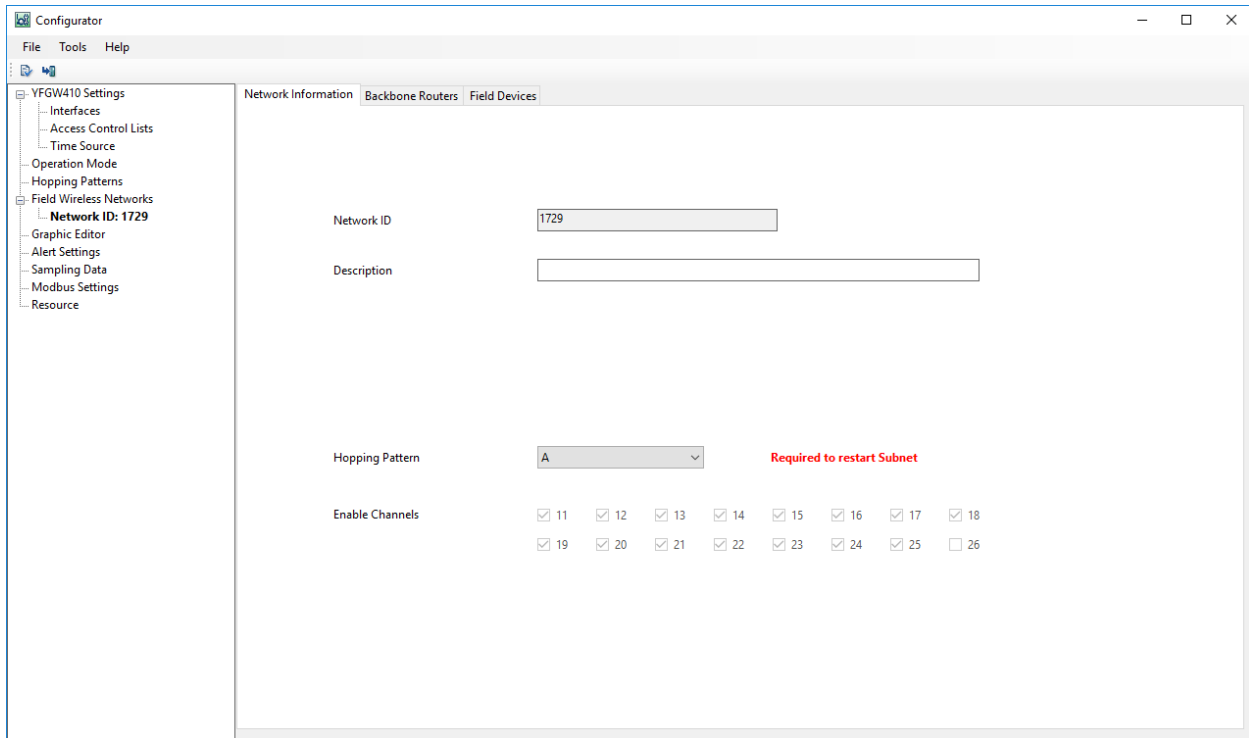 Configurator
File Tools Help
YFGW410 Settings
Interfaces
Access Control Lists
Time Source
Operation Mode
Hopping Patterns
Field Wireless Networks
Network ID: 1729
Graphic Editor
Alert Settings
Sampling Data
Modbus Settings
Resource
Network Information Backbone Routers Field Devices
Network ID 1729
Description
Hopping Pattern A Required to restart Subnet
Enable Channels 11 12 13 14 15 16 17 18
19 20 21 22 23 24 25 26